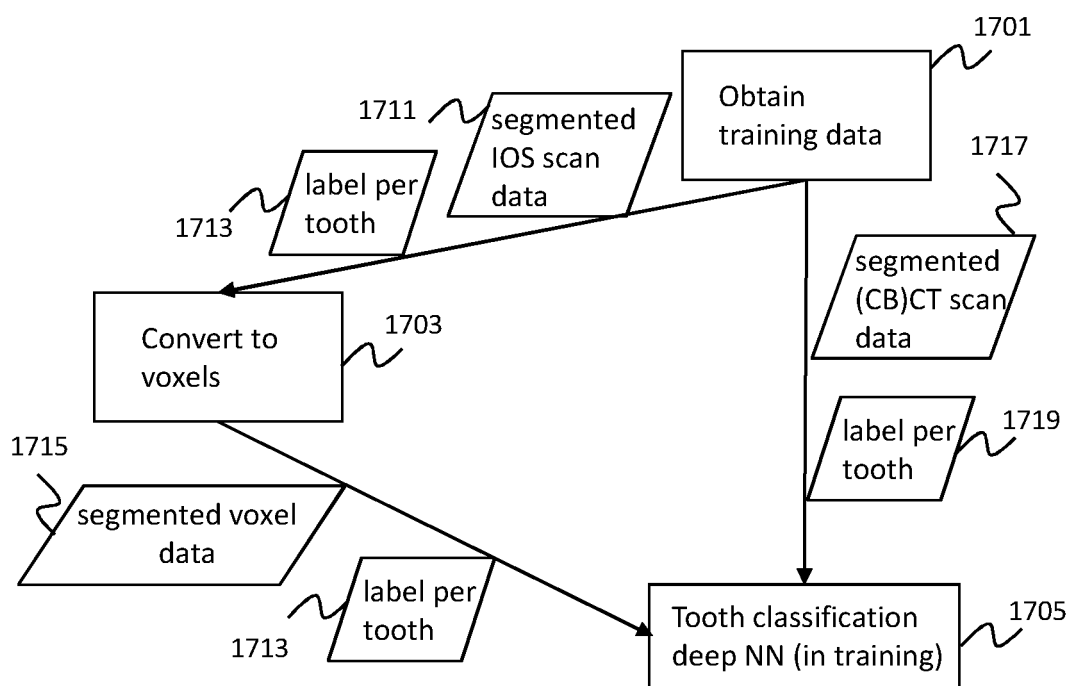 1701
Obtain
training data
1711
segmented
IOS scan
data
1717
label per
tooth
1713
segmented
(CB)CT scan
data
Convert to
voxels
1703
label per
tooth
1719
1715
segmented voxel
data
label per
tooth
1713
Tooth classification
deep NN (in training)
1705